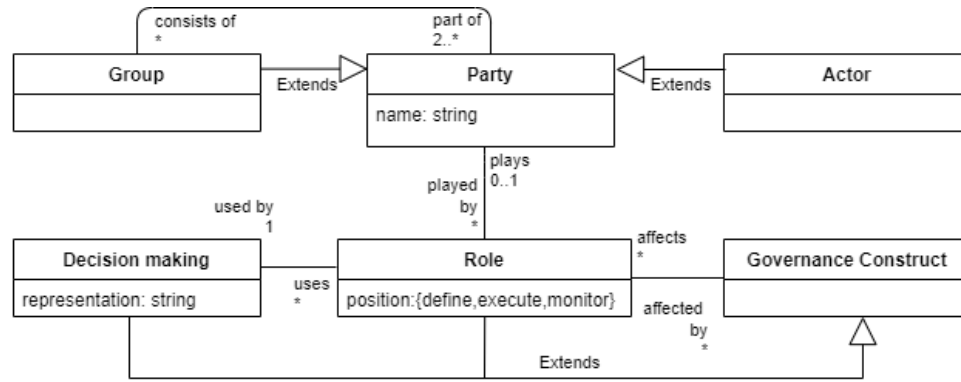 consists of
*
part of
2..*
Group
Extends
Party
name: string
Extends
Actor
plays
0..1
played
by
*
used by
1
Decision making
representation: string
uses
*
Role
position:{define,execute,monitor}
affects
*
Governance Construct
affected
by
*
Extends